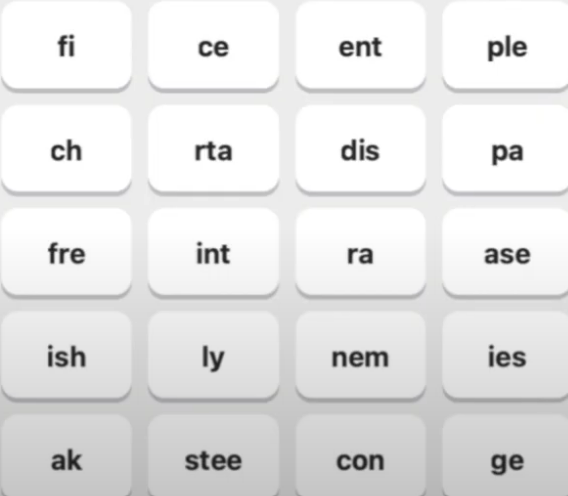 fi ce ent ple
ch rta dis pa
fre int ra ase
ish ly nem ies
ak stee con ge